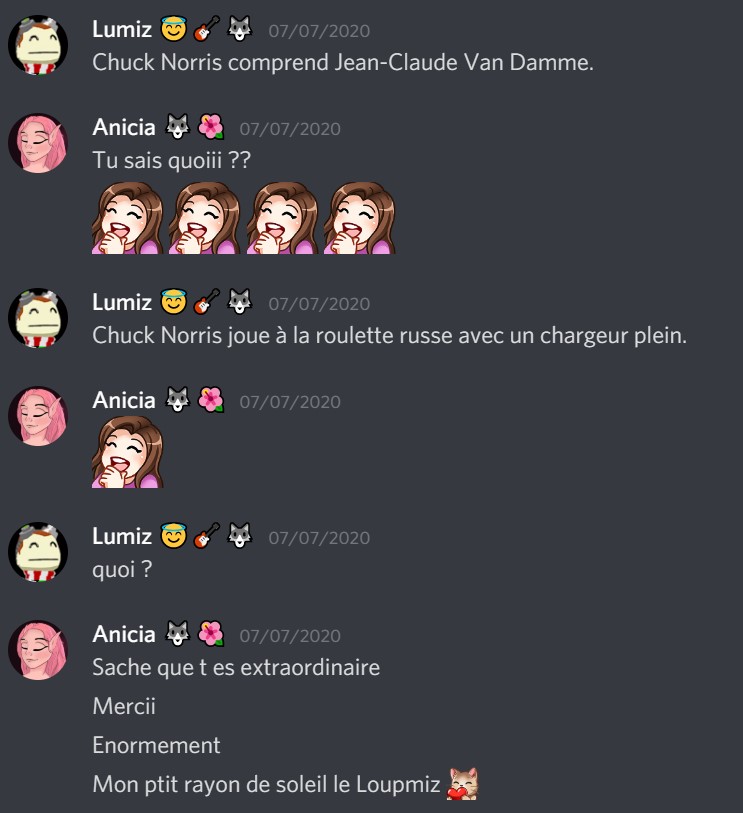 Lumiz 😇 🎸 🐺 07/07/2020
Chuck Norris comprend Jean-Claude Van Damme.
Anicia 🐺 🌺 07/07/2020
Tu sais quoiii ??
Lumiz 😇 🎸 🐺 07/07/2020
Chuck Norris joue à la roulette russe avec un chargeur plein.
Anicia 🐺 🌺 07/07/2020
Lumiz 😇 🎸 🐺 07/07/2020
quoi ?
Anicia 🐺 🌺 07/07/2020
Sache que t es extraordinaire
Mercii
Enormement
Mon ptit rayon de soleil le Loupmiz